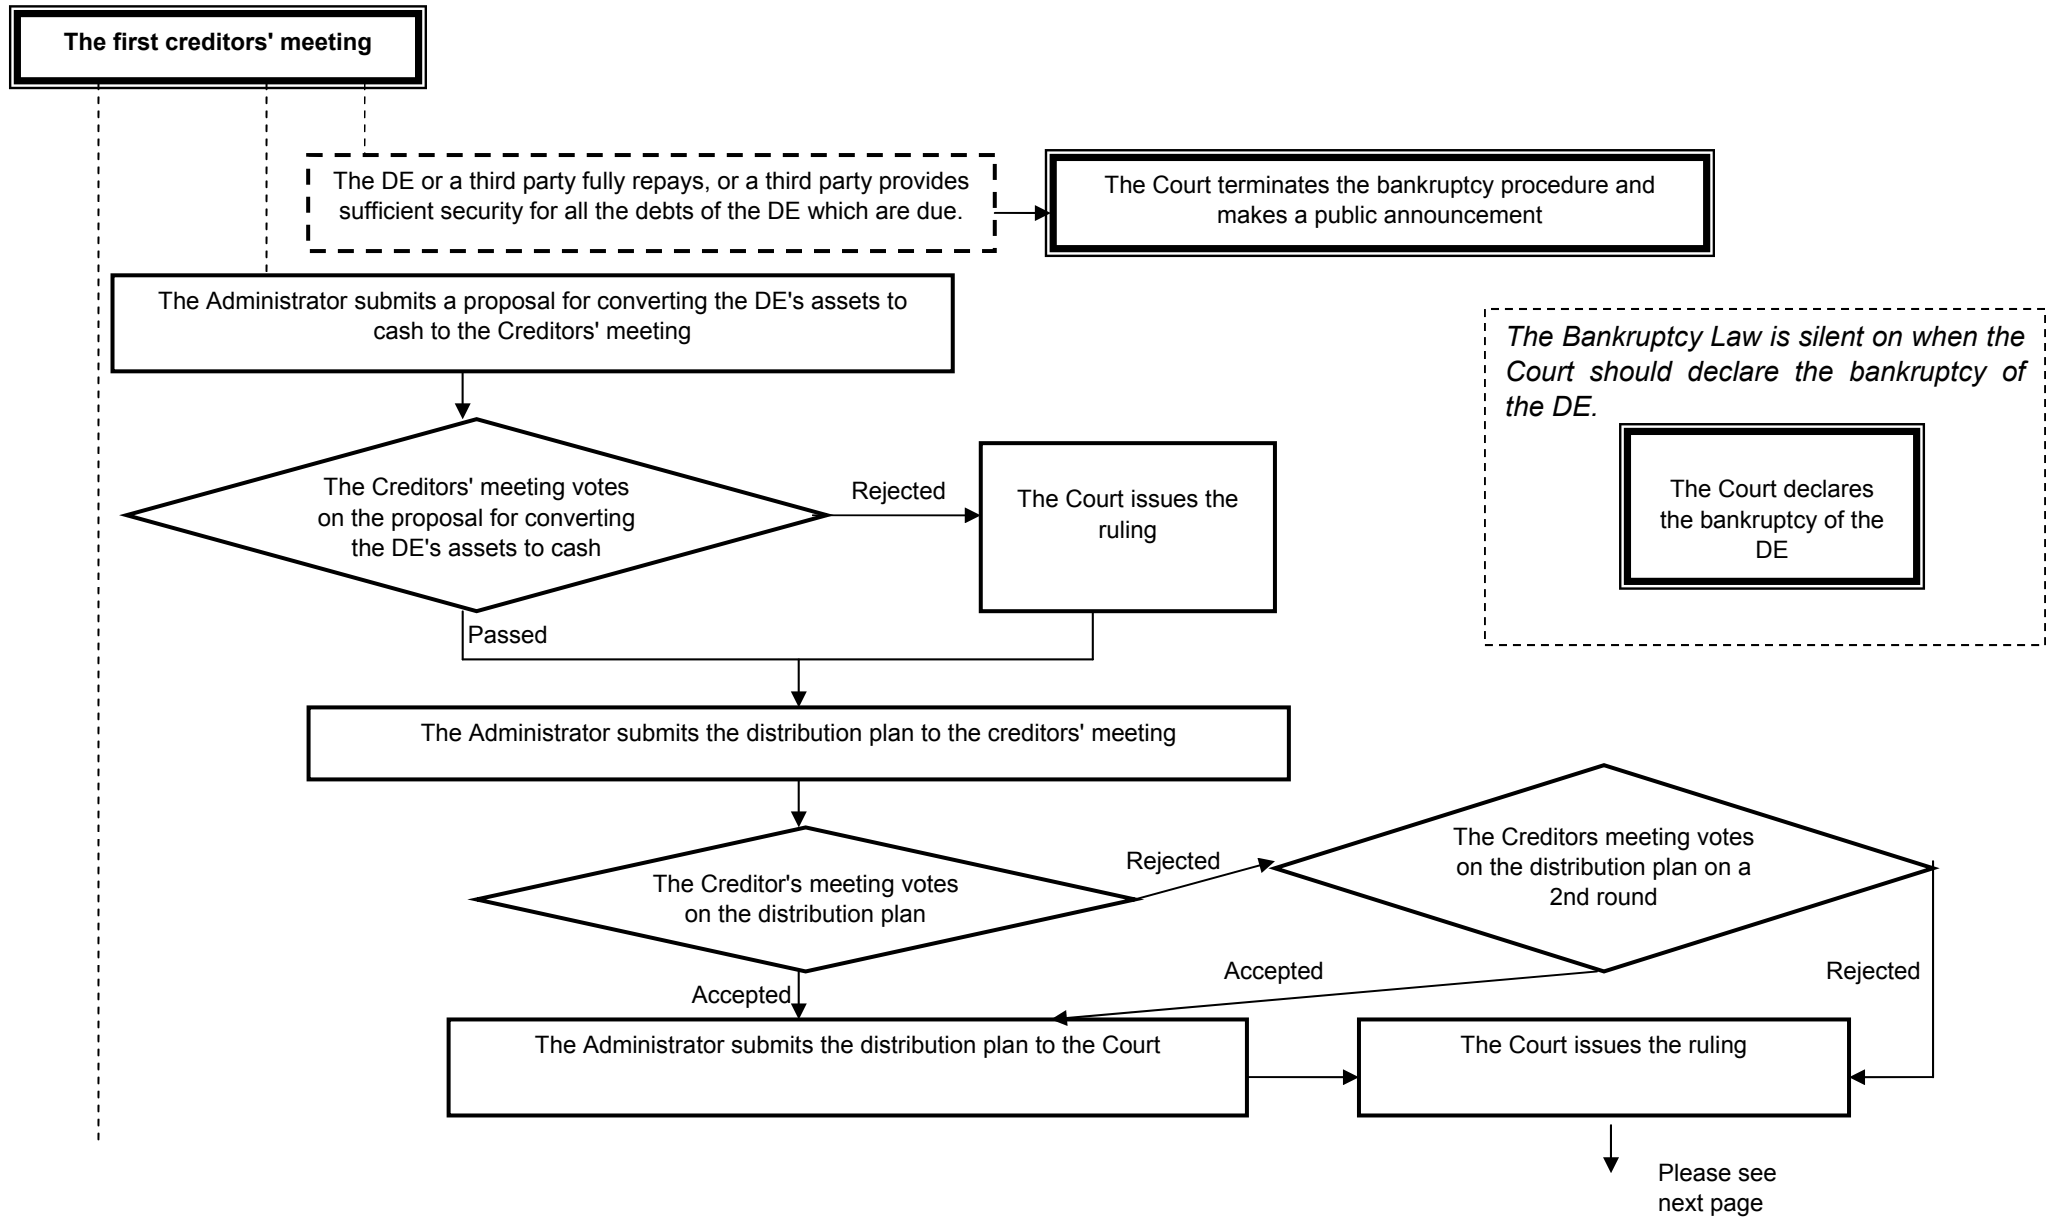 The first creditors' meeting
The DE or a third party fully repays, or a third party provides
sufficient security for all the debts of the DE which are due.
The Court terminates the bankruptcy procedure and
makes a public announcement
The Administrator submits a proposal for converting the DE's assets to
cash to the Creditors' meeting
The Bankruptcy Law is silent on when the
Court should declare the bankruptcy of
the DE.
The Court declares
the bankruptcy of the
DE
The Creditors' meeting votes
on the proposal for converting
the DE's assets to cash
Rejected
The Court issues the
ruling
Passed
The Administrator submits the distribution plan to the creditors' meeting
The Creditor's meeting votes
on the distribution plan
Rejected
The Creditors meeting votes
on the distribution plan on a
2nd round
Accepted
Accepted
Rejected
The Administrator submits the distribution plan to the Court
The Court issues the ruling
Please see
next page